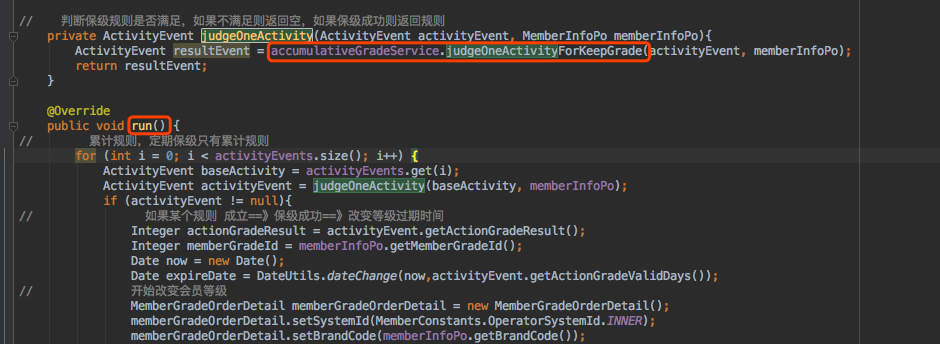 //    判断保级规则是否满足，如果不满足则返回空，如果保级成功则返回规则
private ActivityEvent judgeOneActivity(ActivityEvent activityEvent, MemberInfoPo memberInfoPo){
ActivityEvent resultEvent = accumulativeGradeService.judgeOneActivityForKeepGrade(activityEvent, memberInfoPo);
return resultEvent;
}
@Override
public void run() {
//        累计规则，定期保级只有累计规则
for (int i = 0; i < activityEvents.size(); i++) {
ActivityEvent baseActivity = activityEvents.get(i);
ActivityEvent activityEvent = judgeOneActivity(baseActivity, memberInfoPo);
if (activityEvent != null){
//                如果某个规则 成立==》保级成功==》改变等级过期时间
Integer actionGradeResult = activityEvent.getActionGradeResult();
Integer memberGradeId = memberInfoPo.getMemberGradeId();
Date now = new Date();
Date expireDate = DateUtils.dateChange(now,activityEvent.getActionGradeValidDays());
//              开始改变会员等级
MemberGradeOrderDetail memberGradeOrderDetail = new MemberGradeOrderDetail();
memberGradeOrderDetail.setSystemId(MemberConstants.OperatorSystemId.INNER);
memberGradeOrderDetail.setBrandCode(memberInfoPo.getBrandCode());